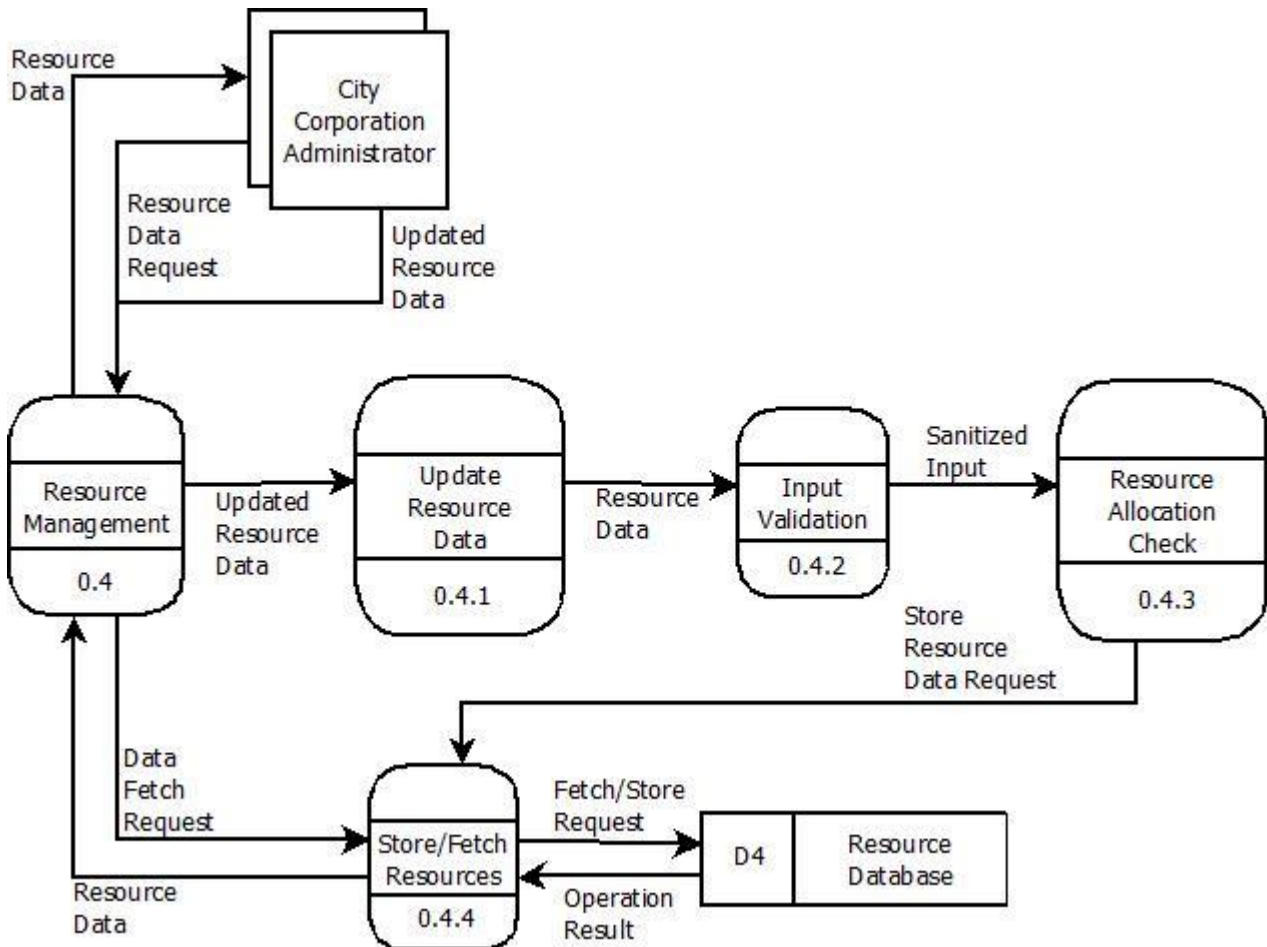 Resource
Data
City
Corporation
Administrator
Resource
Data
Request
Updated
Resource
Data
Resource
Management
0.4
Updated
Resource
Data
Update
Resource
Data
0.4.1
Resource
Data
Input
Validation
0.4.2
Sanitized
Input
Resource
Allocation
Check
0.4.3
Store
Resource
Data Request
Data
Fetch
Request
Resource
Data
Store/Fetch
Resources
0.4.4
Fetch/Store
Request
Operation
Result
D4
Resource
Database